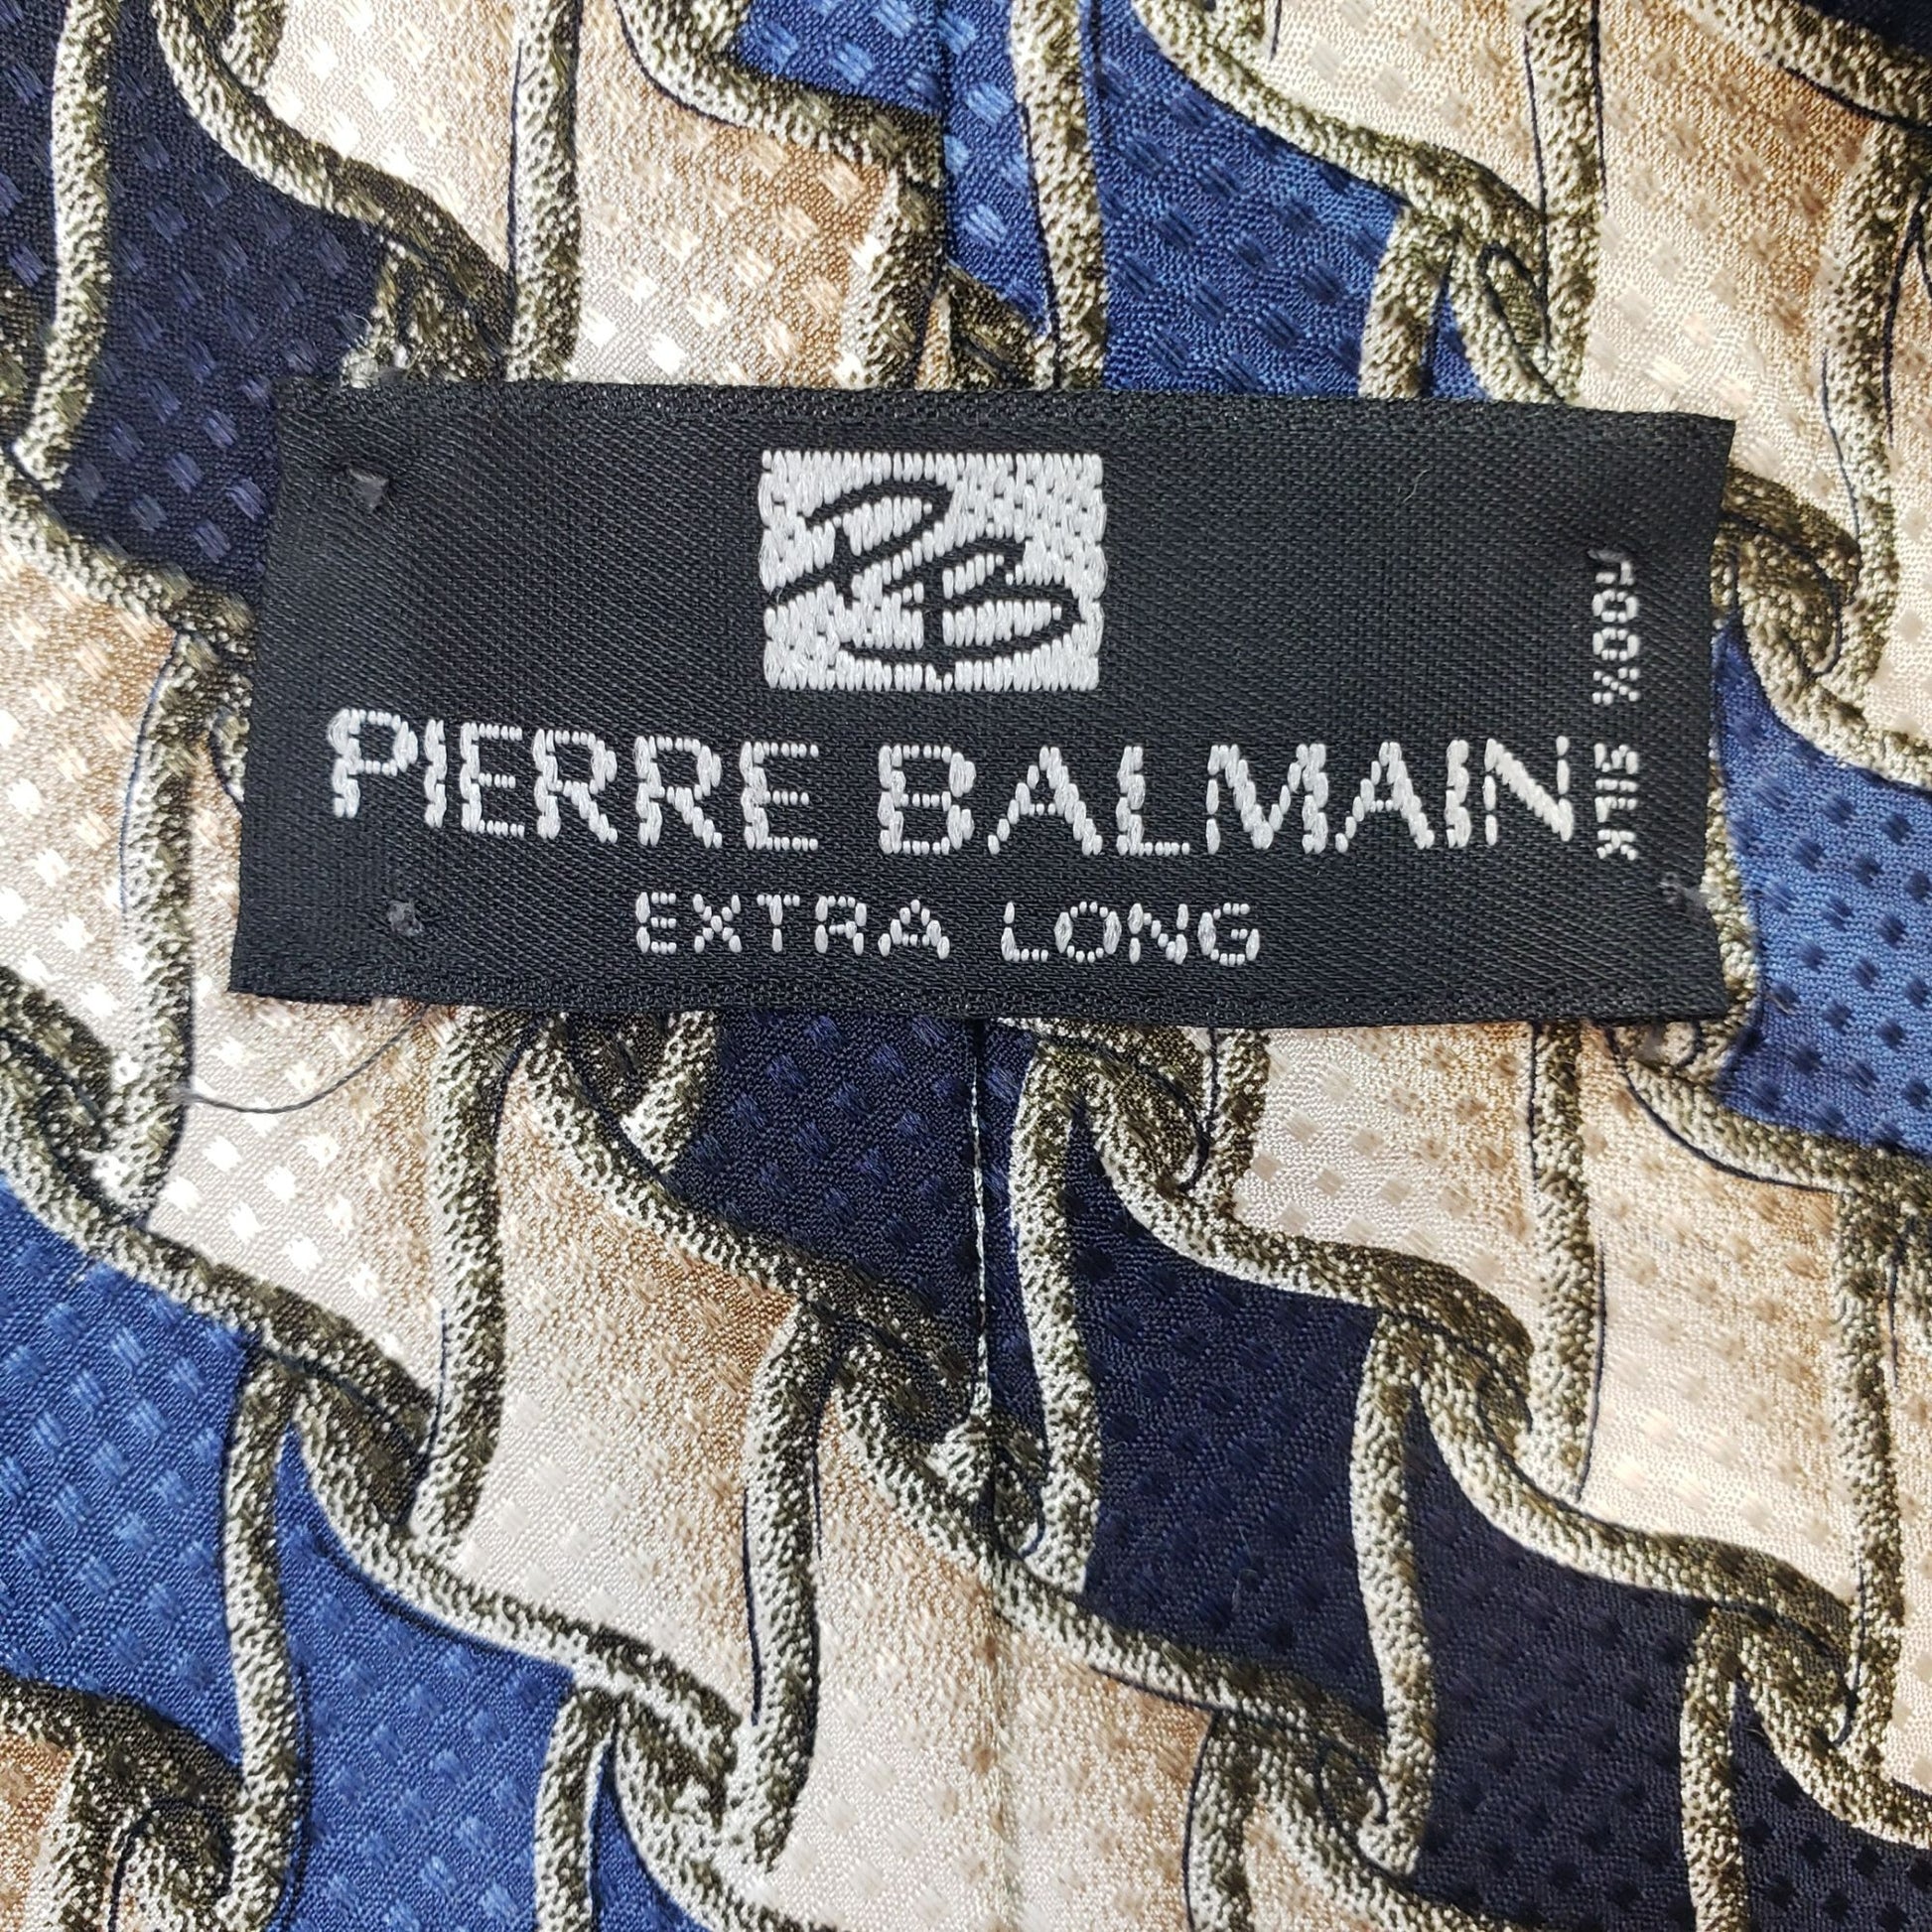 PIERRE BALMAIN
EXTRA LONG
100% SILK